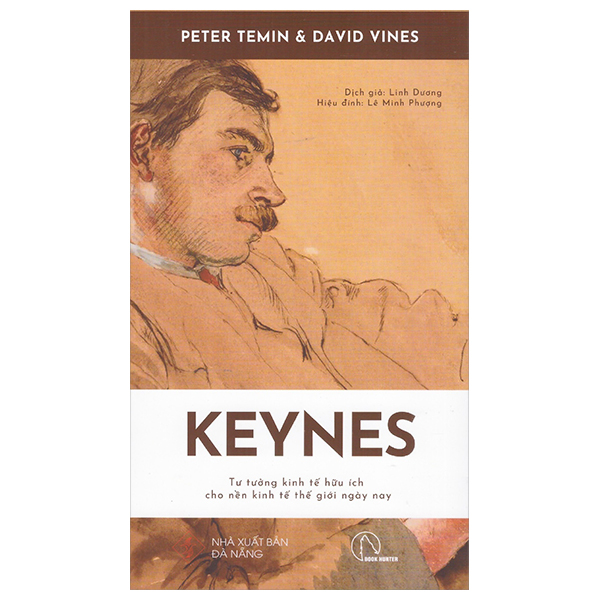 PETER TEMIN & DAVID VINES
Dịch giả: Linh Dương
Hiệu đính: Lê Minh Phượng
KEYNES
Tư tưởng kinh tế hữu ích
cho nền kinh tế thế giới ngày nay
NHÀ XUẤT BẢN
ĐÀ NẴNG
BOOK HUNTER